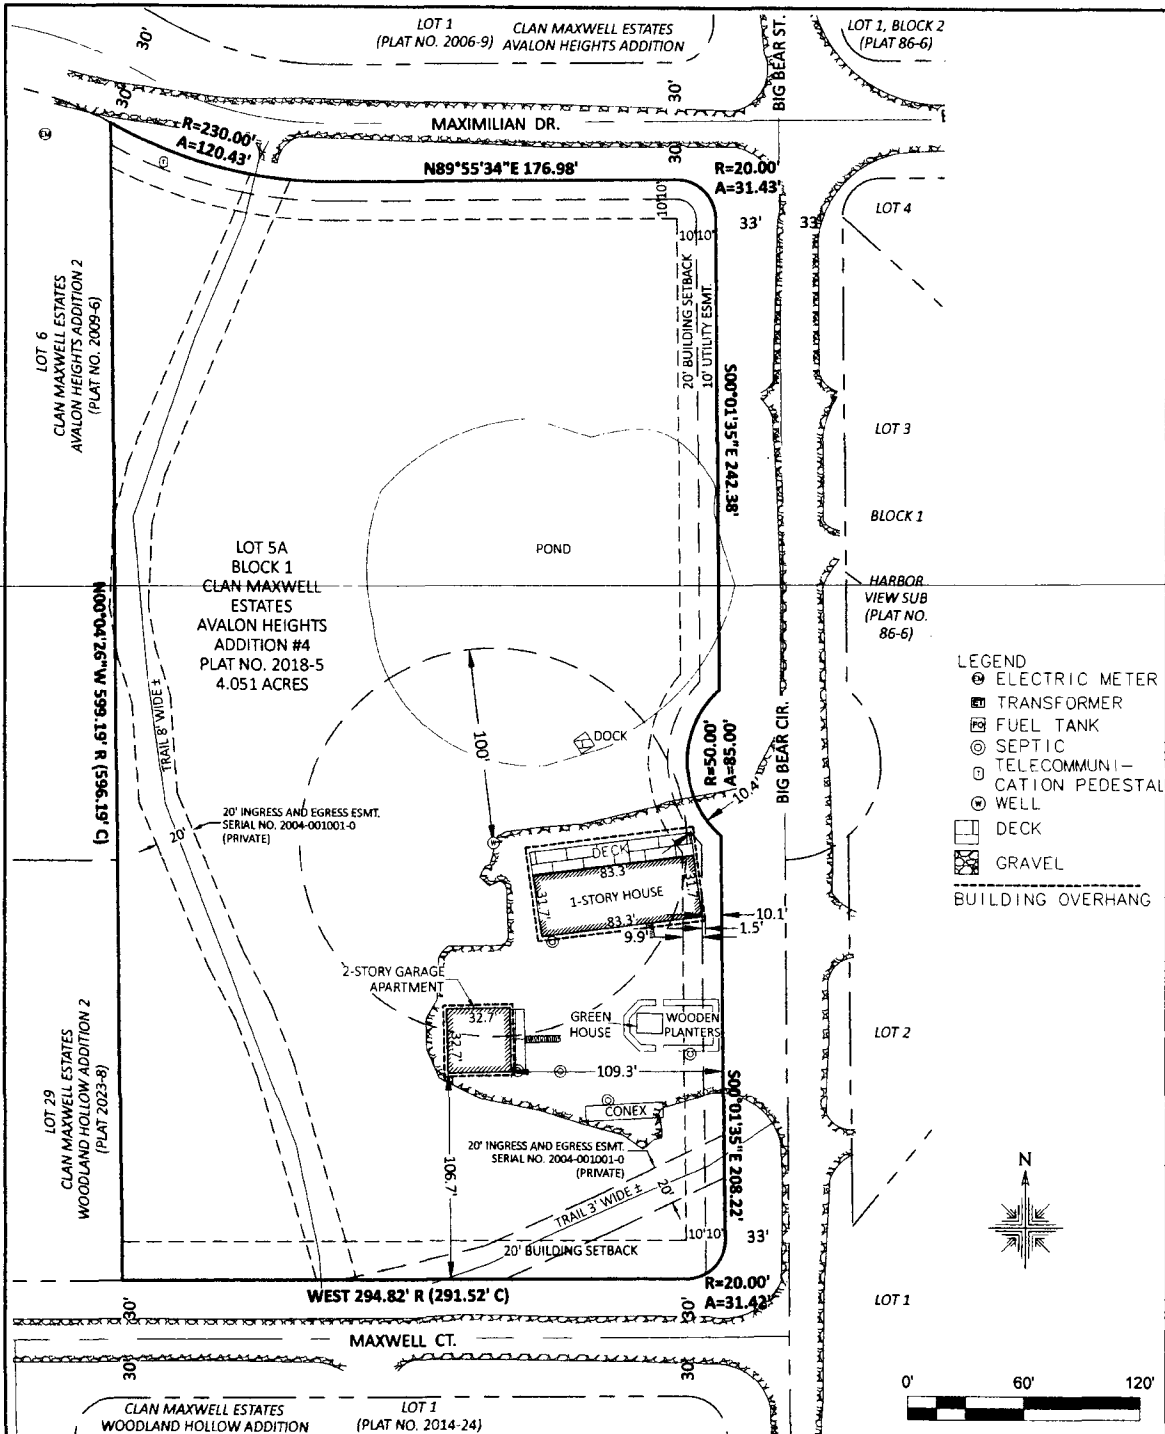 LOT 1
(PLAT NO. 2006-9)
CLAN MAXWELL ESTATES
AVALON HEIGHTS ADDITION
BIG BEAR ST.
LOT 1, BLOCK 2
(PLAT 86-6)
30'
30'
30'
MAXIMILIAN DR.
R=230.00'
A=120.43'
N89°55'34"E 176.98'
30'
R=20.00'
A=31.43'
LOT 4
33'
33'
10'10'
10'10'
20' BUILDING SETBACK
10' UTILITY ESMT.
S00°01'35"E 242.38'
LOT 6
CLAN MAXWELL ESTATES
AVALON HEIGHTS ADDITION 2
(PLAT NO. 2009-6)
LOT 3
BLOCK 1
HARBOR
VIEW SUB
(PLAT NO.
86-6)
LOT 5A
BLOCK 1
CLAN MAXWELL
ESTATES
AVALON HEIGHTS
ADDITION #4
PLAT NO. 2018-5
4.051 ACRES
POND
N00°04'26"W 599.19' R (596.19' C)
TRAIL 8' WIDE ±
100'
DOCK
R=50.00'
A=85.00'
10.4'
BIG BEAR CIR.
LEGEND
EM ELECTRIC METER
ET TRANSFORMER
FO FUEL TANK
SEPTIC
T TELECOMMUNI-
CATION PEDESTAL
W WELL
DECK
GRAVEL
BUILDING OVERHANG
20' INGRESS AND EGRESS ESMT.
SERIAL NO. 2004-001001-0
(PRIVATE)
20'
W
DECK
83.3'
31.7'
1-STORY HOUSE
31.7'
83.3'
10.1'
1.5'
9.9'
2-STORY GARAGE
APARTMENT
32.7'
32.7'
GREEN
HOUSE
WOODEN
PLANTERS
109.3'
CONEX
LOT 2
LOT 29
CLAN MAXWELL ESTATES
WOODLAND HOLLOW ADDITION 2
(PLAT 2023-8)
S00°01'35"E 208.22'
20' INGRESS AND EGRESS ESMT.
SERIAL NO. 2004-001001-0
(PRIVATE)
106.7'
TRAIL 3' WIDE ±
20'
10'10'
33'
20' BUILDING SETBACK
N
WEST 294.82' R (291.52' C)
R=20.00'
A=31.42'
LOT 1
30'
30'
MAXWELL CT.
30'
30'
CLAN MAXWELL ESTATES
WOODLAND HOLLOW ADDITION
LOT 1
(PLAT NO. 2014-24)
0' 60' 120'